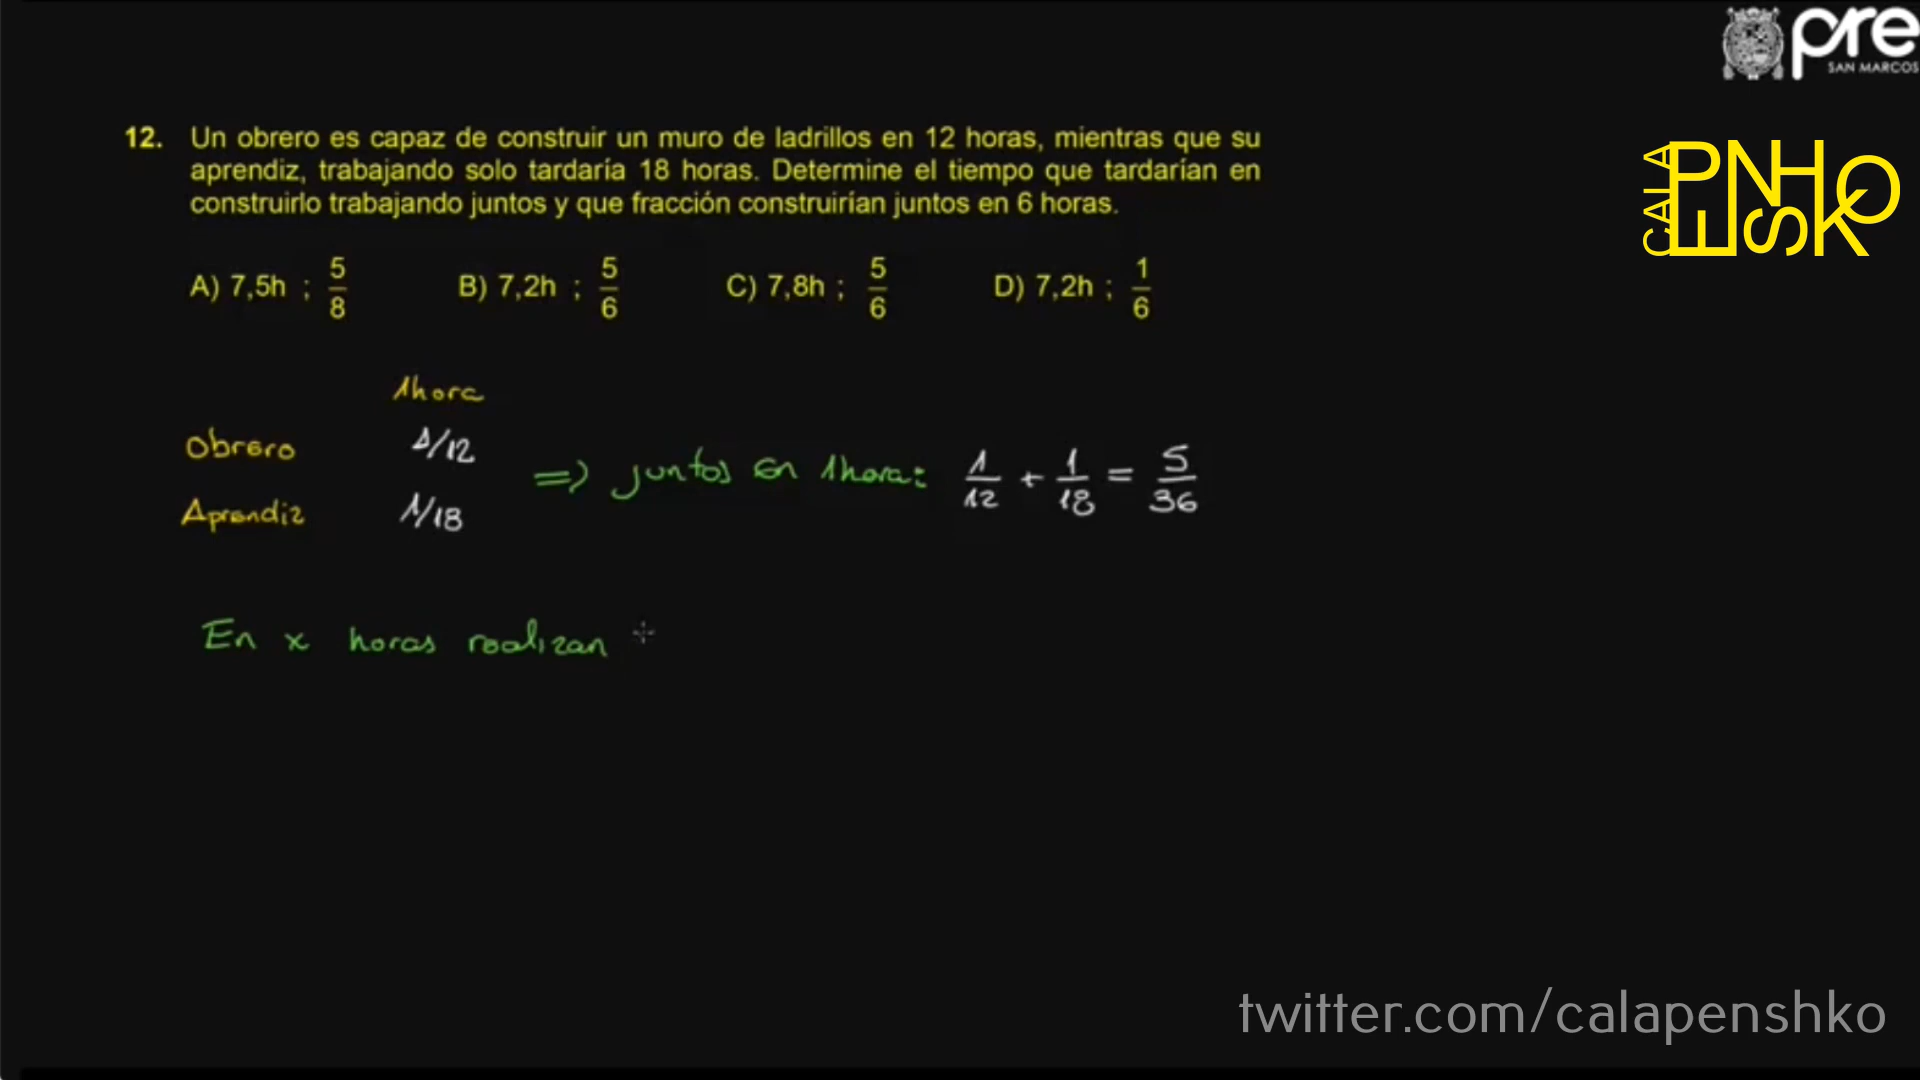 pre
SAN MARCOS
12. Un obrero es capaz de construir un muro de ladrillos en 12 horas, mientras que su
aprendiz, trabajando solo tardaría 18 horas. Determine el tiempo que tardarían en
construirlo trabajando juntos y que fracción construirían juntos en 6 horas.
CALA PENSHKO
A) 7,5h ; 5/8 B) 7,2h ; 5/6 C) 7,8h ; 5/6 D) 7,2h ; 1/6
1hora
Obrero 1/12
⇒ juntos en 1hora: 1/12 + 1/18 = 5/36
Aprendiz 1/18
En x horas realizan
twitter.com/calapenshko